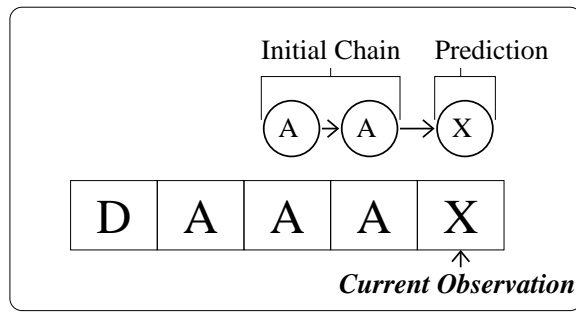 Initial Chain Prediction
A A X
D A A A X
Current Observation